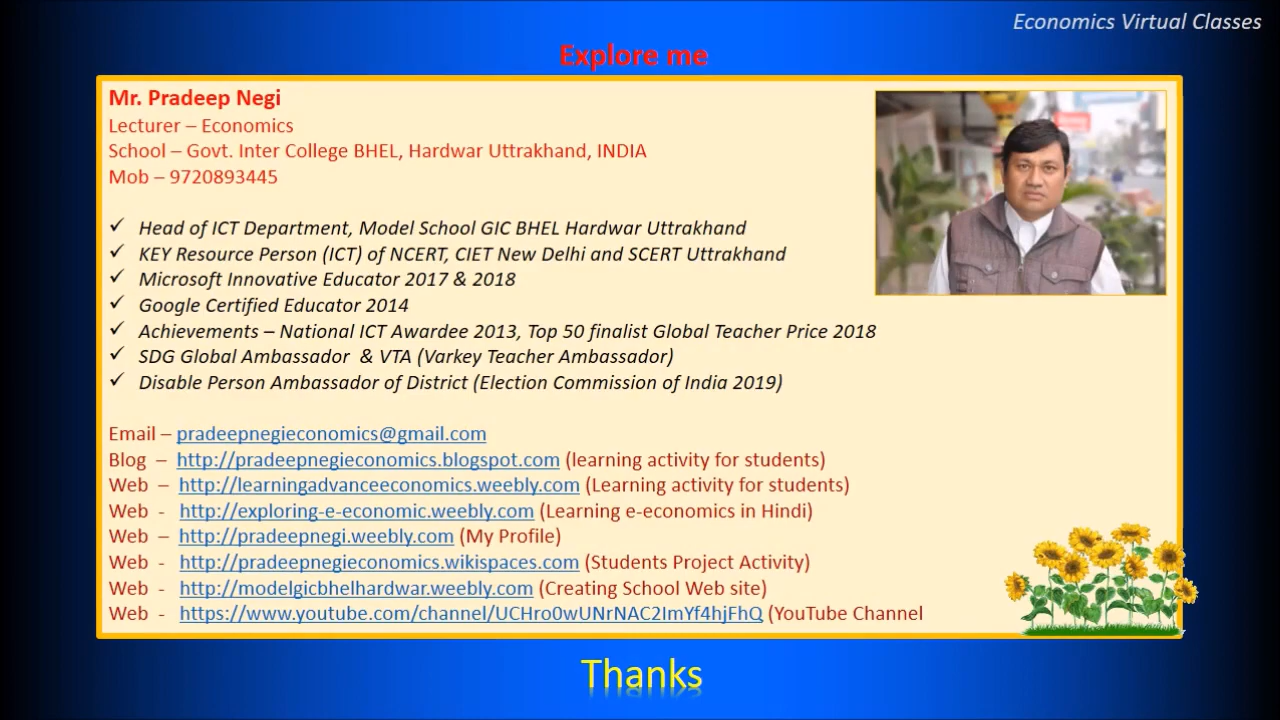 Economics Virtual Classes
Explore me
Mr. Pradeep Negi
Lecturer – Economics
School – Govt. Inter College BHEL, Hardwar Uttrakhand, INDIA
Mob – 9720893445
✓ Head of ICT Department, Model School GIC BHEL Hardwar Uttrakhand
✓ KEY Resource Person (ICT) of NCERT, CIET New Delhi and SCERT Uttrakhand
✓ Microsoft Innovative Educator 2017 & 2018
✓ Google Certified Educator 2014
✓ Achievements – National ICT Awardee 2013, Top 50 finalist Global Teacher Price 2018
✓ SDG Global Ambassador & VTA (Varkey Teacher Ambassador)
✓ Disable Person Ambassador of District (Election Commission of India 2019)
Email – pradeepnegieconomics@gmail.com
Blog – http://pradeepnegieconomics.blogspot.com (learning activity for students)
Web – http://learningadvanceeconomics.weebly.com (Learning activity for students)
Web - http://exploring-e-economic.weebly.com (Learning e-economics in Hindi)
Web – http://pradeepnegi.weebly.com (My Profile)
Web - http://pradeepnegieconomics.wikispaces.com (Students Project Activity)
Web - http://modelgicbhelhardwar.weebly.com (Creating School Web site)
Web - https://www.youtube.com/channel/UCHro0wUNrNAC2ImYf4hjFhQ (YouTube Channel
Thanks